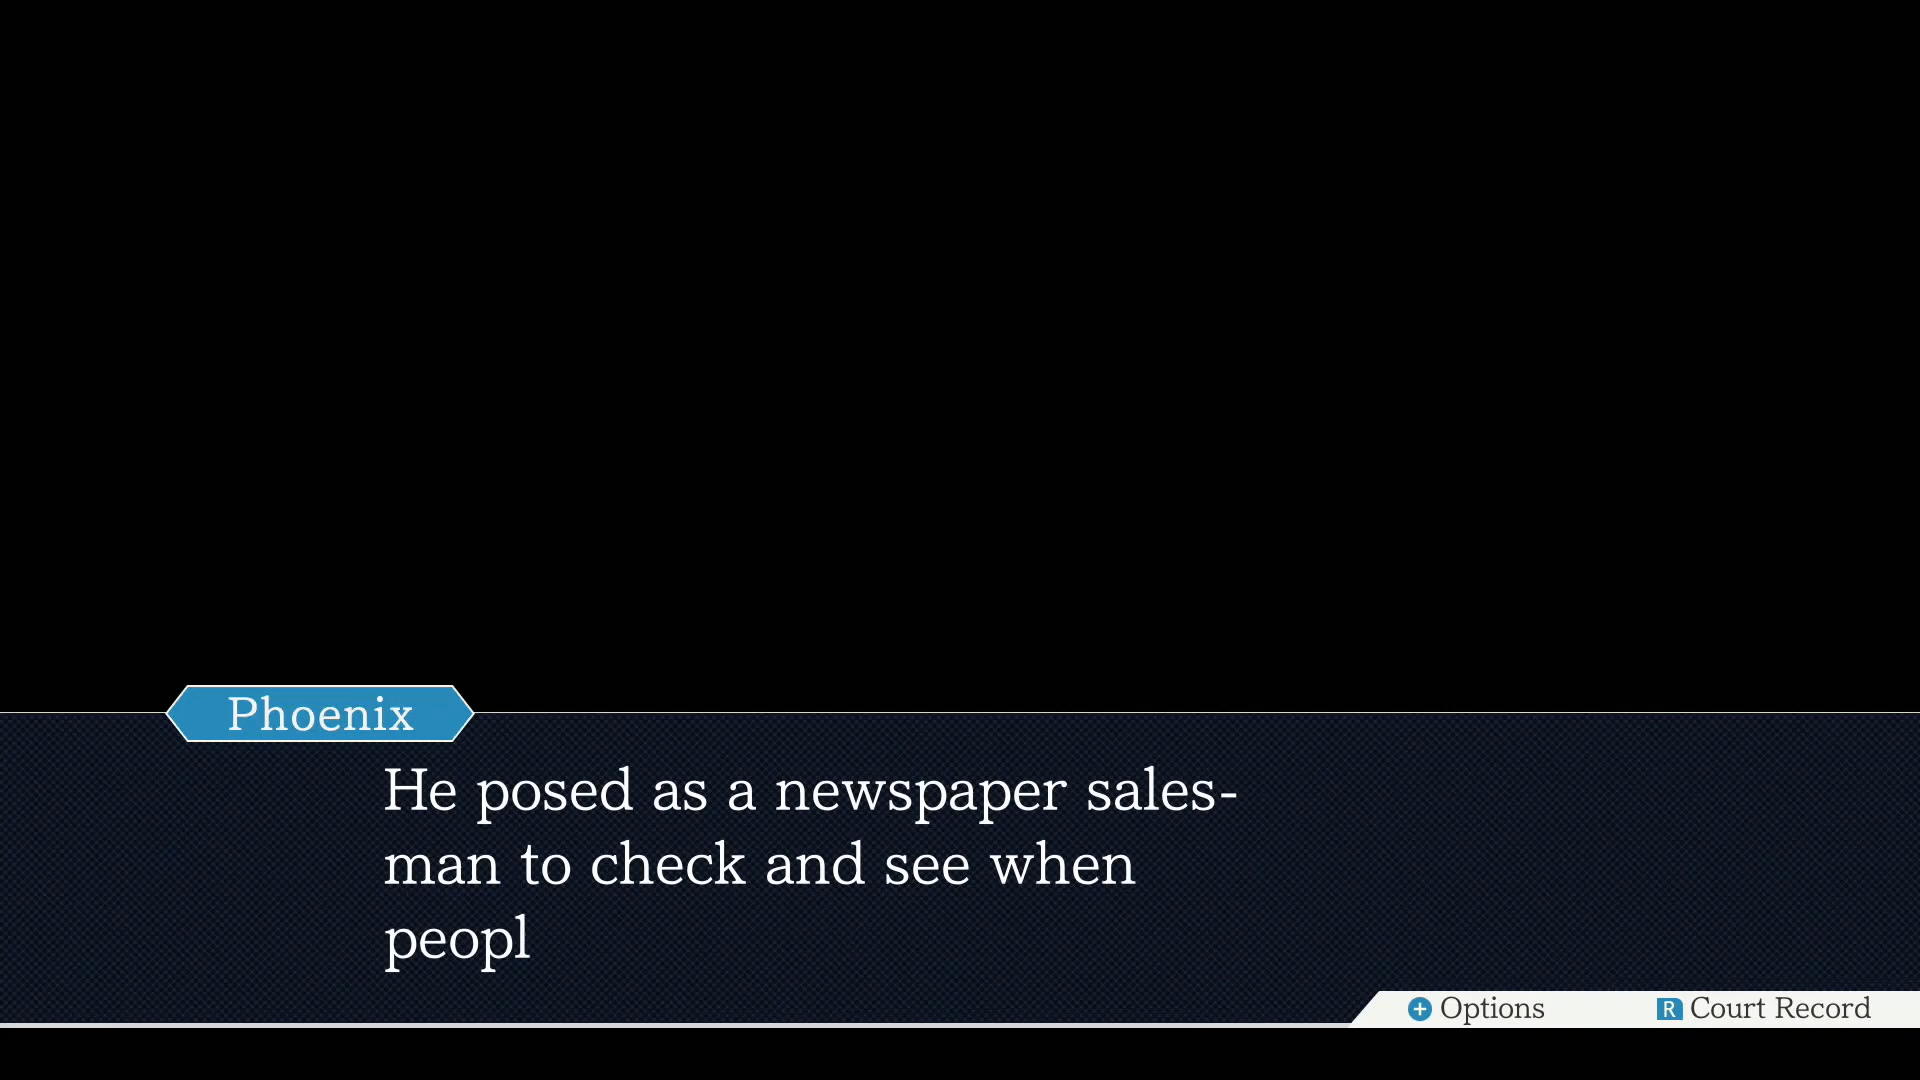 Phoenix
He posed as a newspaper sales-
man to check and see when
peopl
+ Options
R Court Record